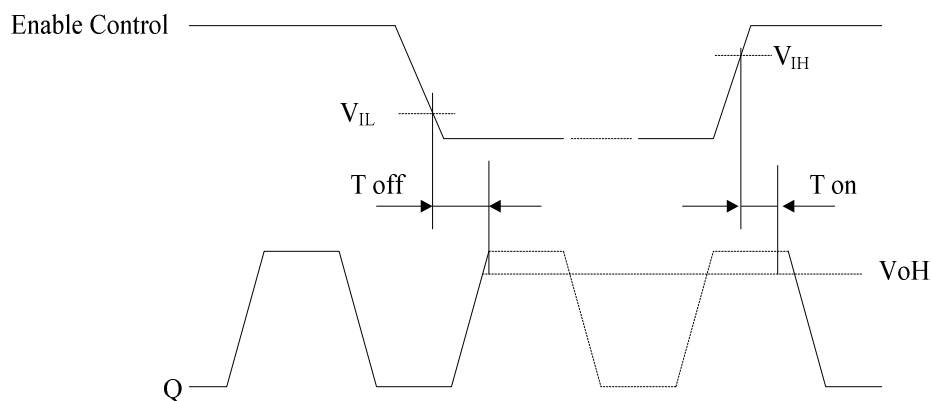 Enable Control
VIH
VIL
T off
T on
VoH
Q